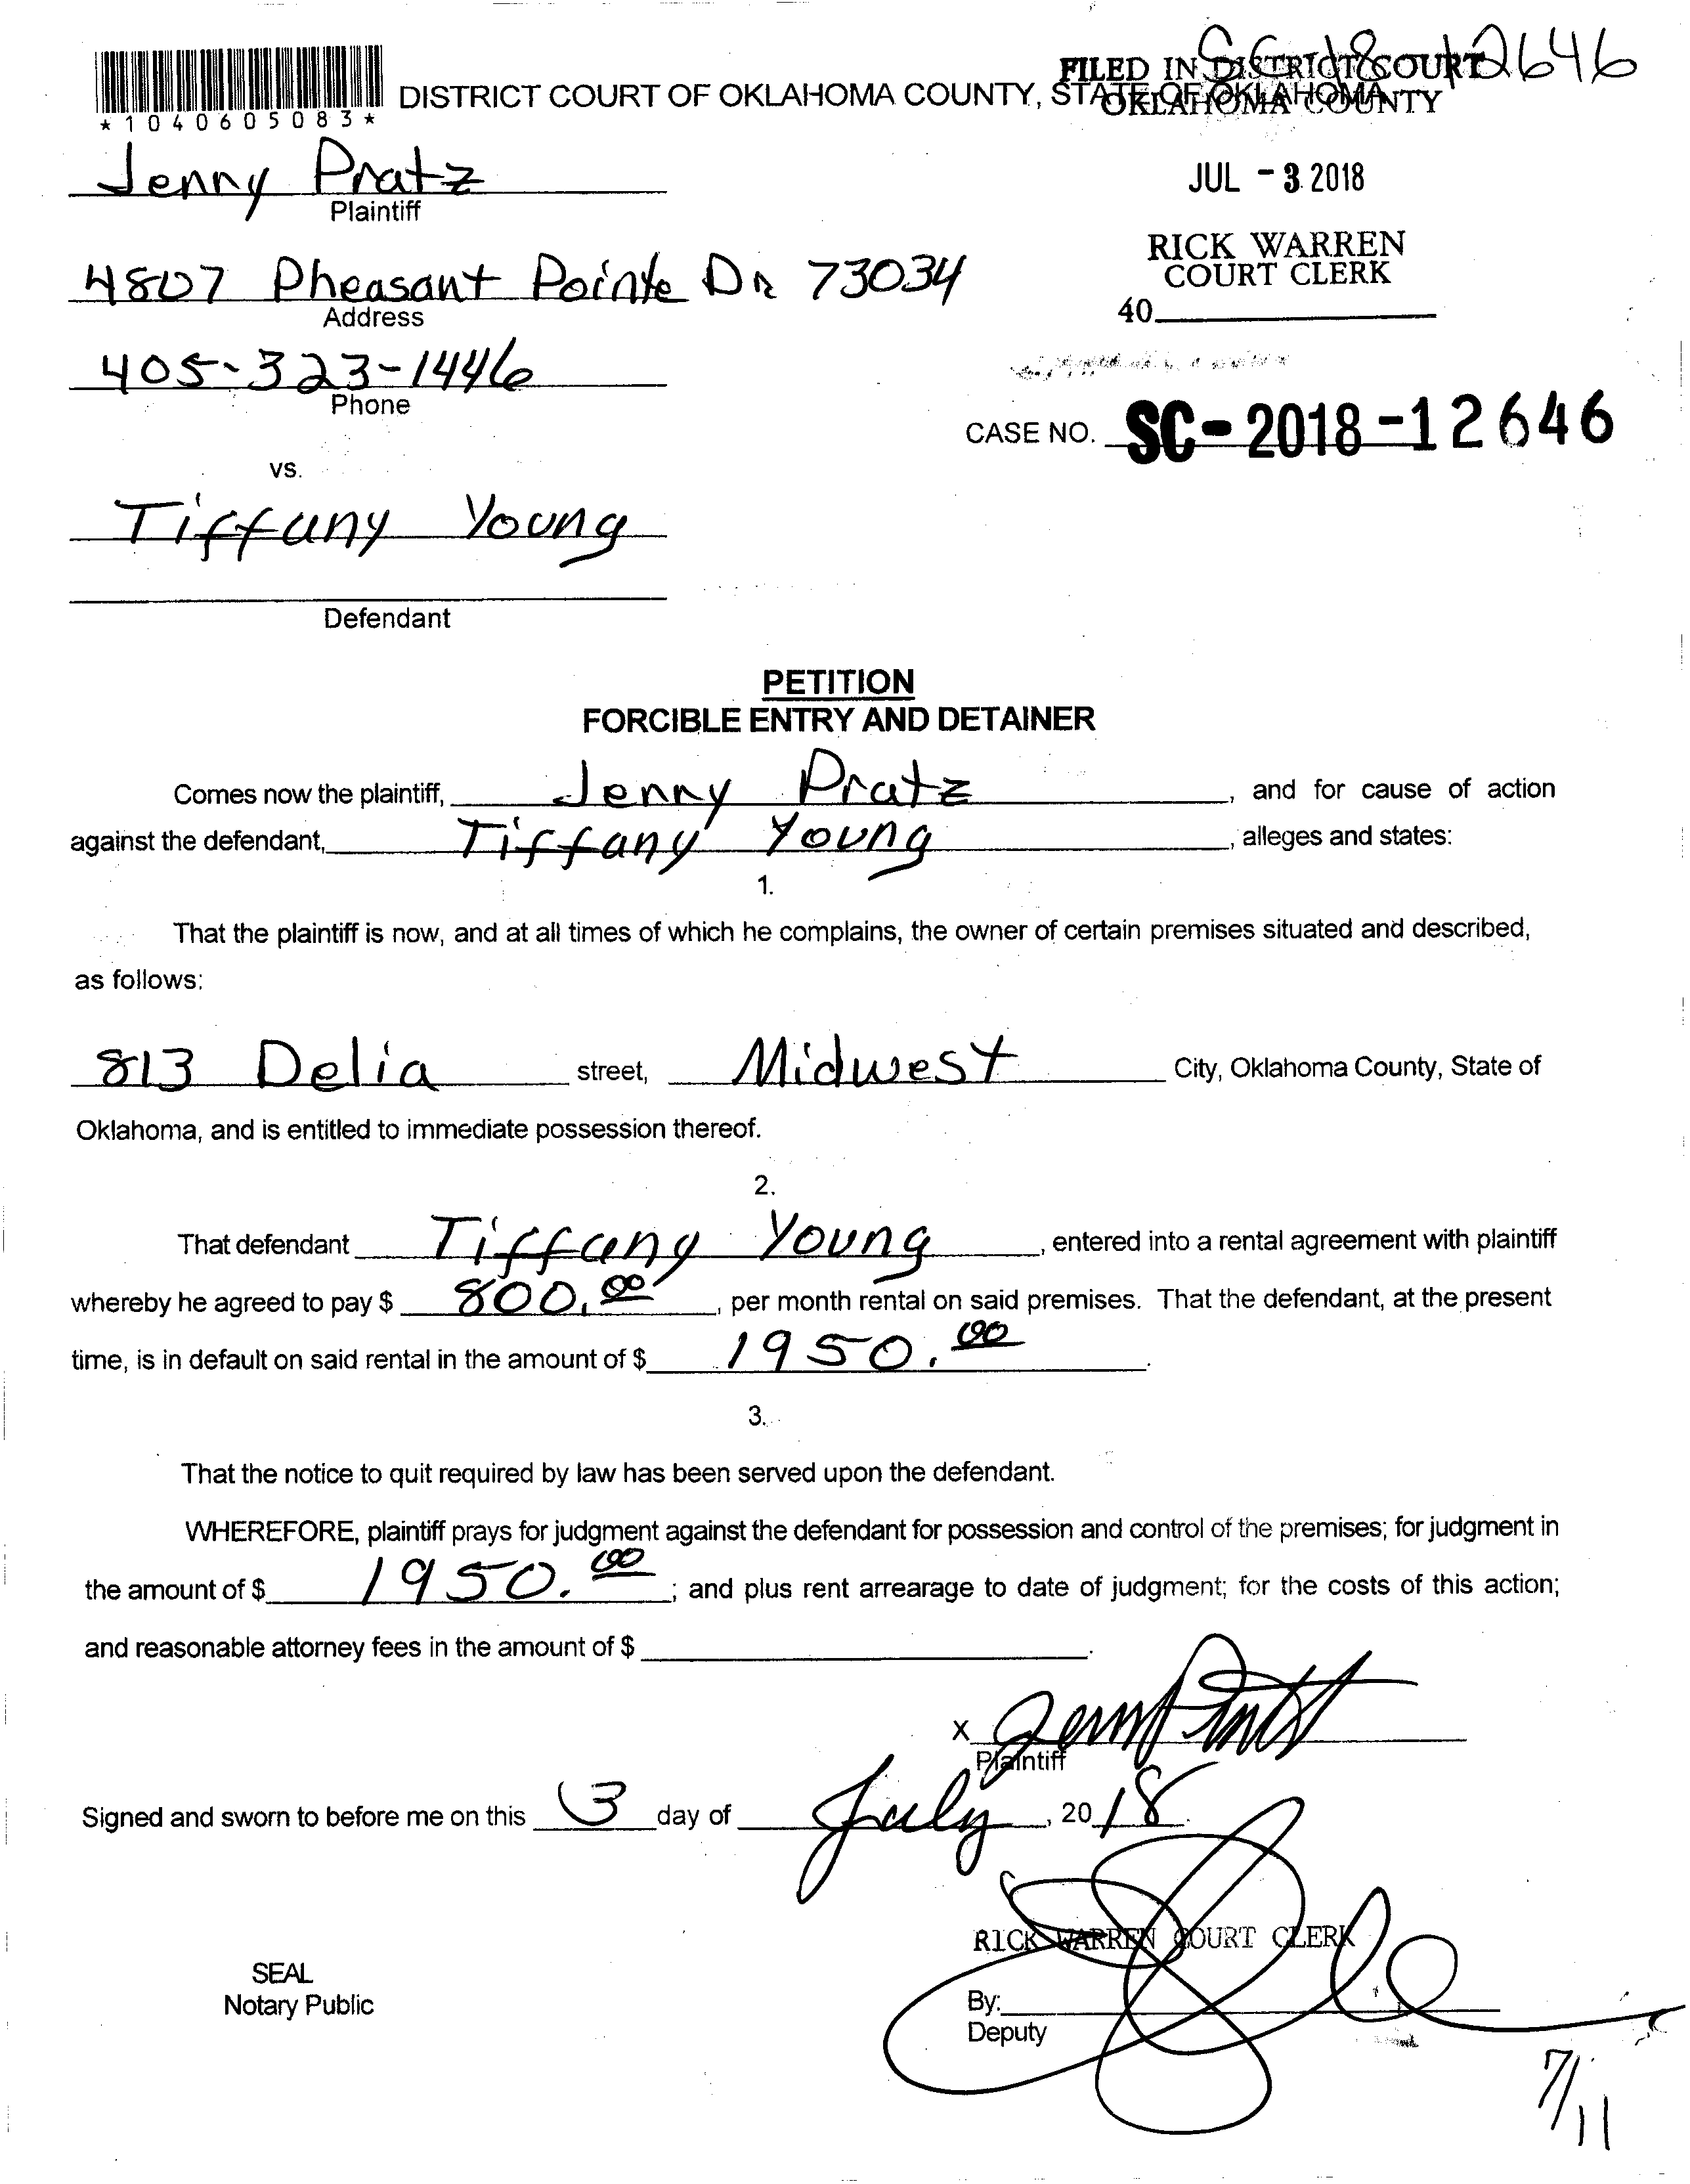 SC 18 12646
FILED IN DISTRICT COURT
OKLAHOMA COUNTY
DISTRICT COURT OF OKLAHOMA COUNTY, STATE OF OKLAHOMA
*1040605083*
Jenny Pratz
Plaintiff
JUL - 3 2018
RICK WARREN
COURT CLERK
4807 Pheasant Pointe Dr 73034
Address
40
405-323-1446
Phone
CASE NO. SC-2018-12646
vs.
Tiffany Young
Defendant
PETITION
FORCIBLE ENTRY AND DETAINER
Comes now the plaintiff, Jenny Pratz, and for cause of action
against the defendant, Tiffany Young, alleges and states:
1.
That the plaintiff is now, and at all times of which he complains, the owner of certain premises situated and described,
as follows:
813 Delia street, Midwest City, Oklahoma County, State of
Oklahoma, and is entitled to immediate possession thereof.
2.
That defendant Tiffany Young, entered into a rental agreement with plaintiff
whereby he agreed to pay $ 800.00, per month rental on said premises. That the defendant, at the present
time, is in default on said rental in the amount of $ 1950.00.
3.
That the notice to quit required by law has been served upon the defendant.
WHEREFORE, plaintiff prays for judgment against the defendant for possession and control of the premises; for judgment in
the amount of $ 1950.00; and plus rent arrearage to date of judgment; for the costs of this action;
and reasonable attorney fees in the amount of $ .
X
Plaintiff
Signed and sworn to before me on this 3 day of July, 2018.
RICK WARREN COURT CLERK
SEAL
Notary Public
By:
Deputy
7/11